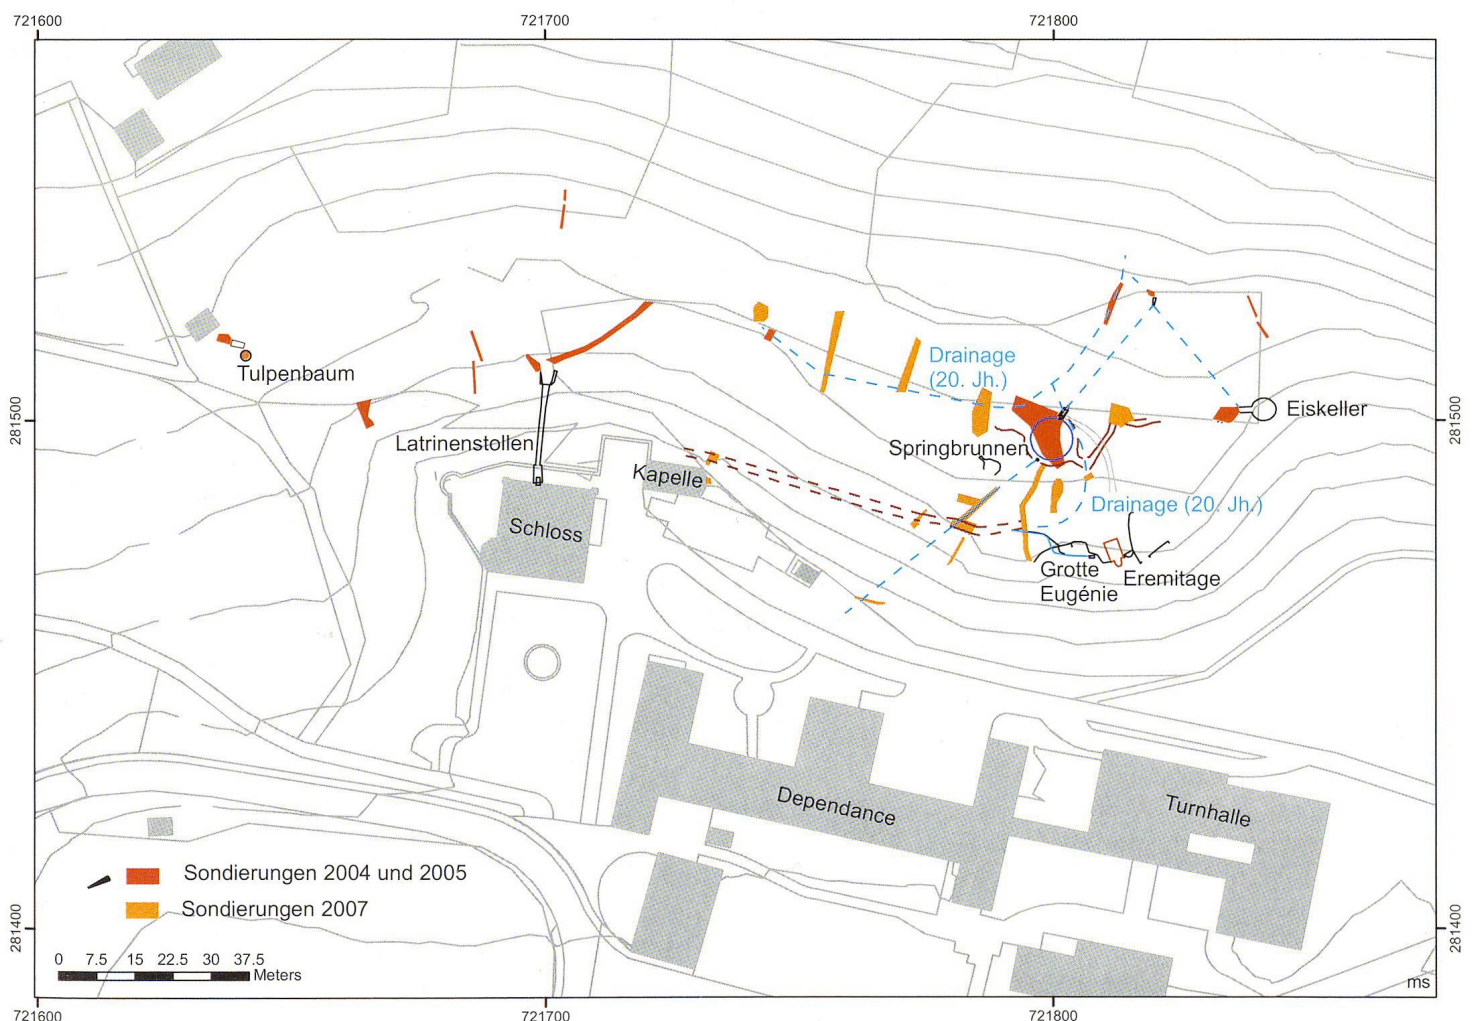 721600
721700
721800
281500
281500
Tulpenbaum
Drainage
(20. Jh.)
Eiskeller
Latrinenstollen
Springbrunnen
Kapelle
Schloss
Drainage (20. Jh.)
Grotte
Eugénie
Eremitage
Dependance
Turnhalle
Sondierungen 2004 und 2005
Sondierungen 2007
281400
281400
0 7.5 15 22.5 30 37.5
Meters
ms
721600
721700
721800